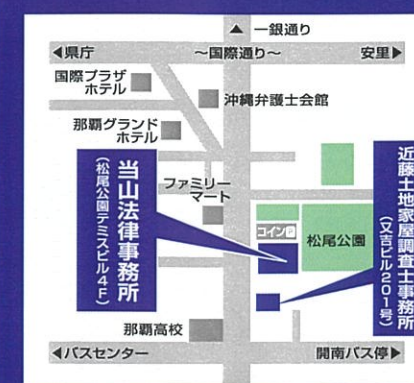 ▲ 一銀通り
◀県庁
〜国際通り〜
安里▶
国際プラザ
ホテル
沖縄弁護士会館
那覇グランド
ホテル
ファミリー
マート
当山法律事務所
(松尾公園テミスビル4F)
近藤土地家屋調査士事務所
(又吉ビル201号)
コインP
松尾公園
那覇高校
◀バスセンター
開南バス停▶